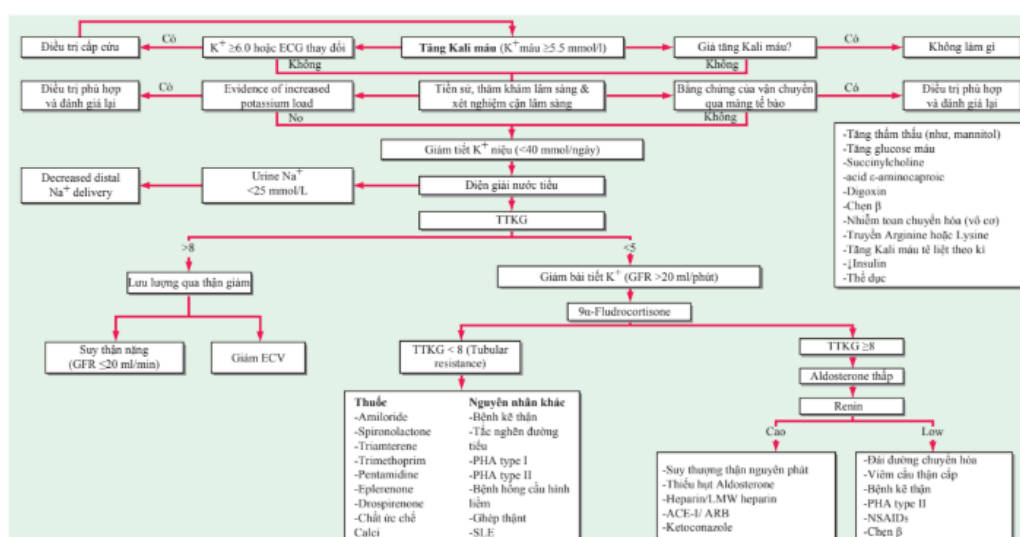 Điều trị cấp cứu
Có
K+ ≥6.0 hoặc ECG thay đổi
Tăng Kali máu (K+máu ≥5.5 mmol/l)
Giả tăng Kali máu?
Có
Không làm gì
Không
Không
Điều trị phù hợp
và đánh giá lại
Có
Evidence of increased
potassium load
Tiền sử, thăm khám lâm sàng &
xét nghiệm cận lâm sàng
Bằng chứng của vận chuyển
qua màng tế bào
Có
Điều trị phù hợp
và đánh giá lại
No
Không
Giảm tiết K+ niệu (<40 mmol/ngày)
Decreased distal
Na+ delivery
Urine Na+
<25 mmol/L
Diễn giải nước tiểu
TTKG
-Tăng thẩm thấu (như, mannitol)
-Tăng glucose máu
-Succinylcholine
-acid ε-aminocaproic
-Digoxin
-Chẹn β
-Nhiễm toan chuyển hóa (vô cơ)
-Truyền Arginine hoặc Lysine
-Tăng Kali máu tê liệt theo kì
-↓Insulin
-Thể dục
>8
<5
Lưu lượng qua thận giảm
Giảm bài tiết K+ (GFR >20 ml/phút)
9α-Fludrocortisone
Suy thận nặng
(GFR ≤20 ml/min)
Giảm ECV
TTKG < 8 (Tubular
resistance)
TTKG ≥8
Aldosterone thấp
Renin
Cao
Low
Thuốc
-Amiloride
-Spironolactone
-Triamterene
-Trimethoprim
-Pentamidine
-Eplerenone
-Drospirenone
-Chất ức chế
Calci
Nguyên nhân khác
-Bệnh kẽ thận
-Tắc nghẽn đường
tiểu
-PHA type I
-PHA type II
-Bệnh hồng cầu hình
liềm
-Ghép thậnt
-SLE
-Suy thượng thận nguyên phát
-Thiếu hụt Aldosterone
-Heparin/LMW heparin
-ACE-I/ ARB
-Ketoconazole
-Đái đường chuyển hóa
-Viêm cầu thận cấp
-Bệnh kẽ thận
-PHA type II
-NSAIDs
-Chẹn β